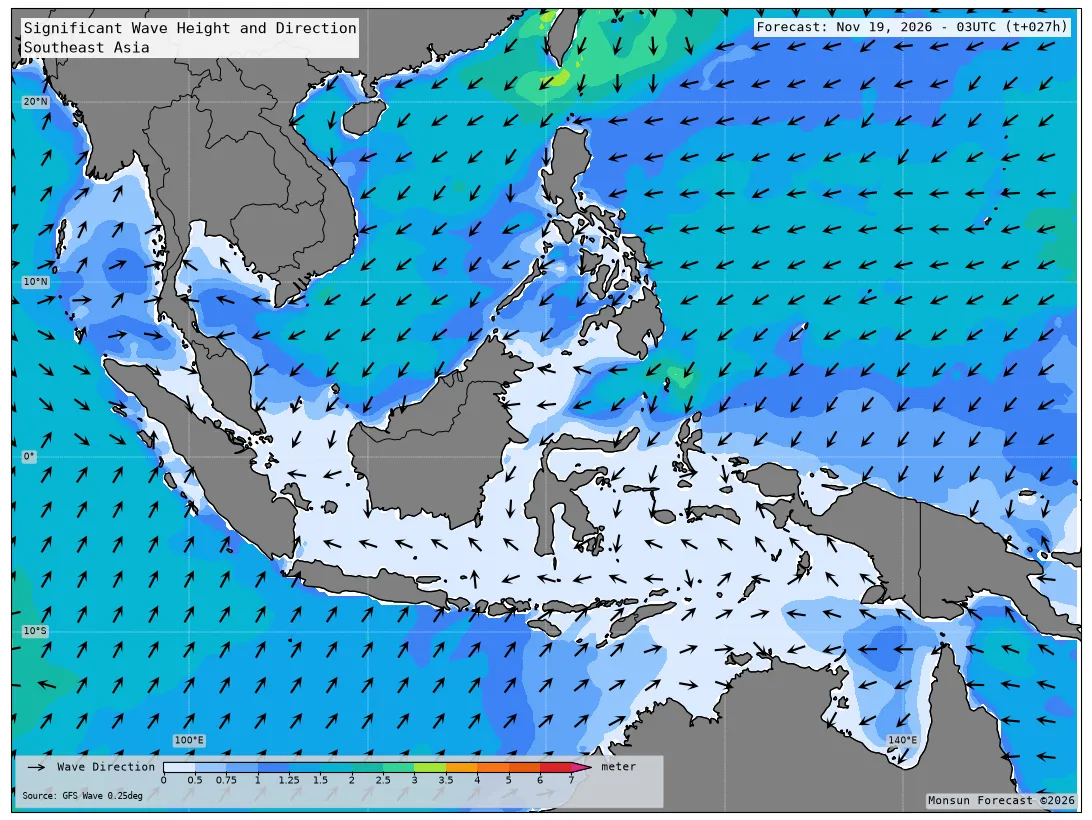 Significant Wave Height and Direction
Southeast Asia
Forecast: Nov 19, 2026 - 03UTC (t+027h)
20°N
10°N
0°
10°S
100°E
140°E
Wave Direction
meter
0 0.5 0.75 1 1.25 1.5 2 2.5 3 3.5 4 5 6 7
Source: GFS Wave 0.25deg
Monsun Forecast ©2026